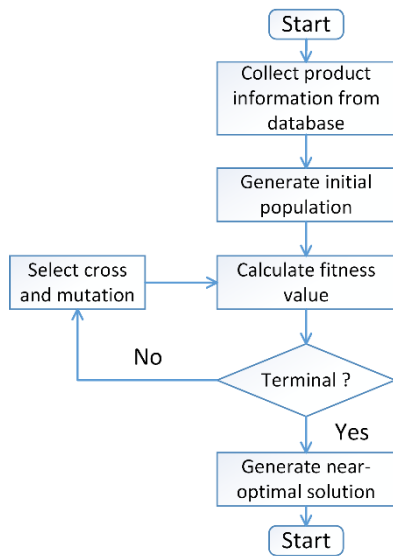 Start
Collect product
information from
database
Generate initial
population
Select cross
and mutation
Calculate fitness
value
No
Terminal ?
Yes
Generate near-
optimal solution
Start